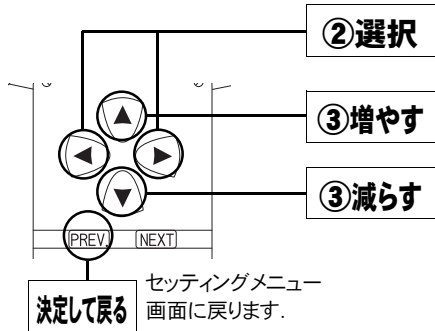 ②選択
③増やす
③減らす
PREV. NEXT
決定して戻る
セッティングメニュー
画面に戻ります.